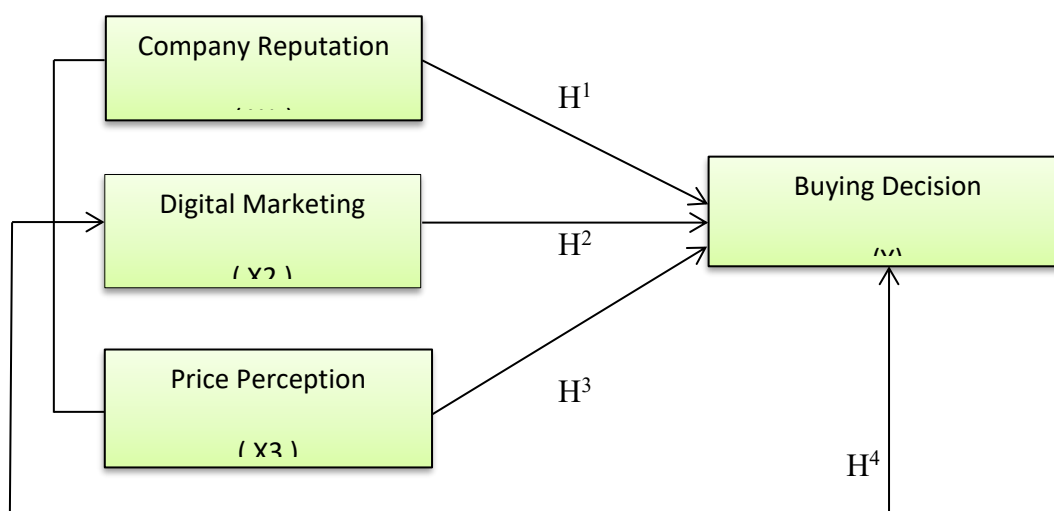 Company Reputation
H¹
Digital Marketing
( X2 )
H²
Buying Decision
(Y)
Price Perception
( X3 )
H³
H⁴